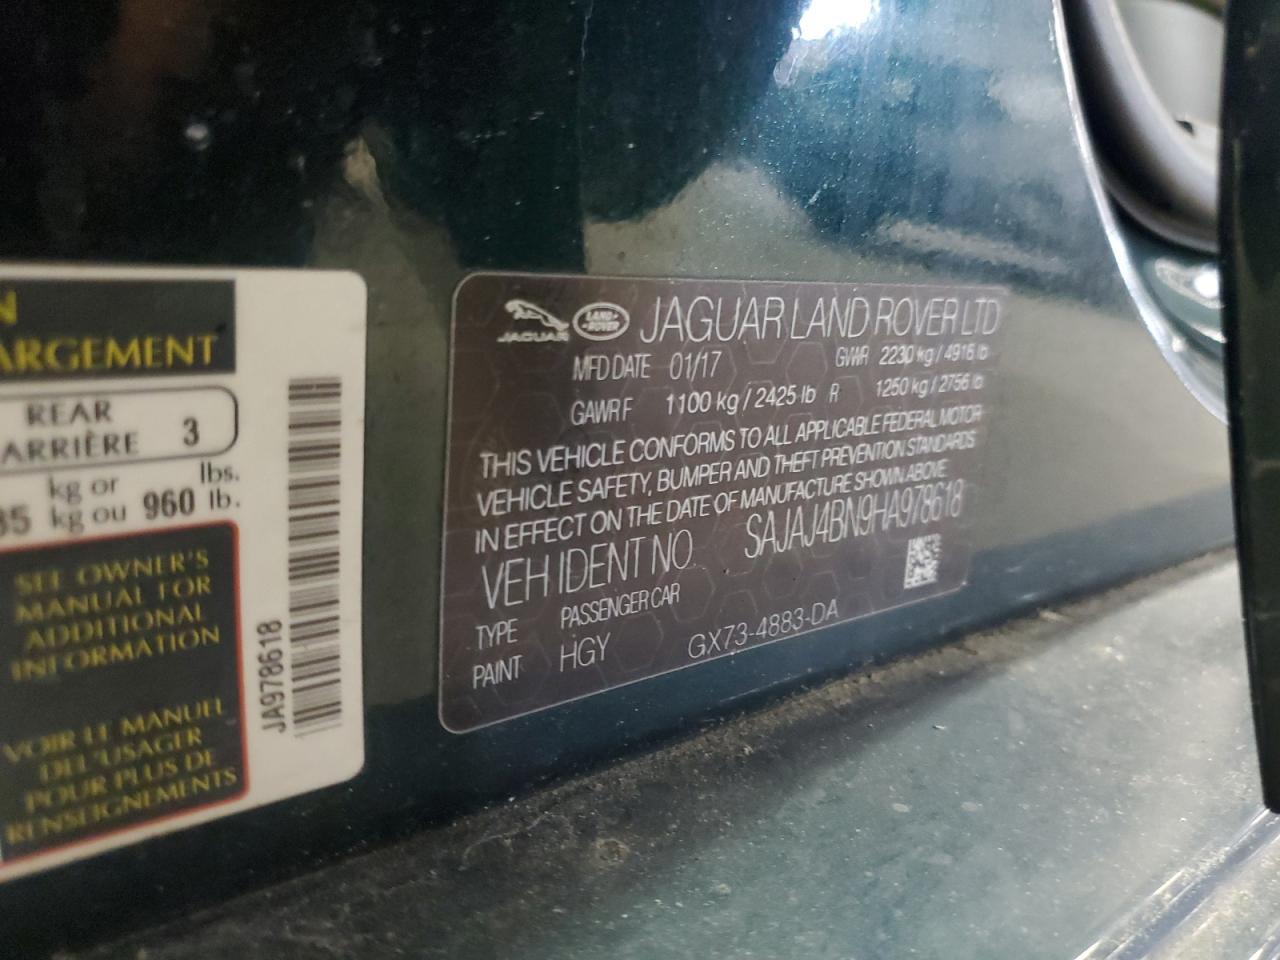 N
ARGEMENT
REAR
ARRIÈRE 3
kg or lbs.
85 kg ou 960 lb.
SEE OWNER'S
MANUAL FOR
ADDITIONAL
INFORMATION
VOIR LE MANUEL
DE L'USAGER
POUR PLUS DE
RENSEIGNEMENTS
JA978618
JAGUAR
LAND ROVER
JAGUAR LAND ROVER LTD
MFD DATE 01/17 GVWR 2230 kg / 4916 lb
GAWR F 1100 kg / 2425 lb R 1250 kg / 2756 lb
THIS VEHICLE CONFORMS TO ALL APPLICABLE FEDERAL MOTOR
VEHICLE SAFETY, BUMPER AND THEFT PREVENTION STANDARDS
IN EFFECT ON THE DATE OF MANUFACTURE SHOWN ABOVE.
VEH IDENT NO SAJAJ4BN9HA978618
TYPE PASSENGER CAR
PAINT HGY GX73-4883-DA